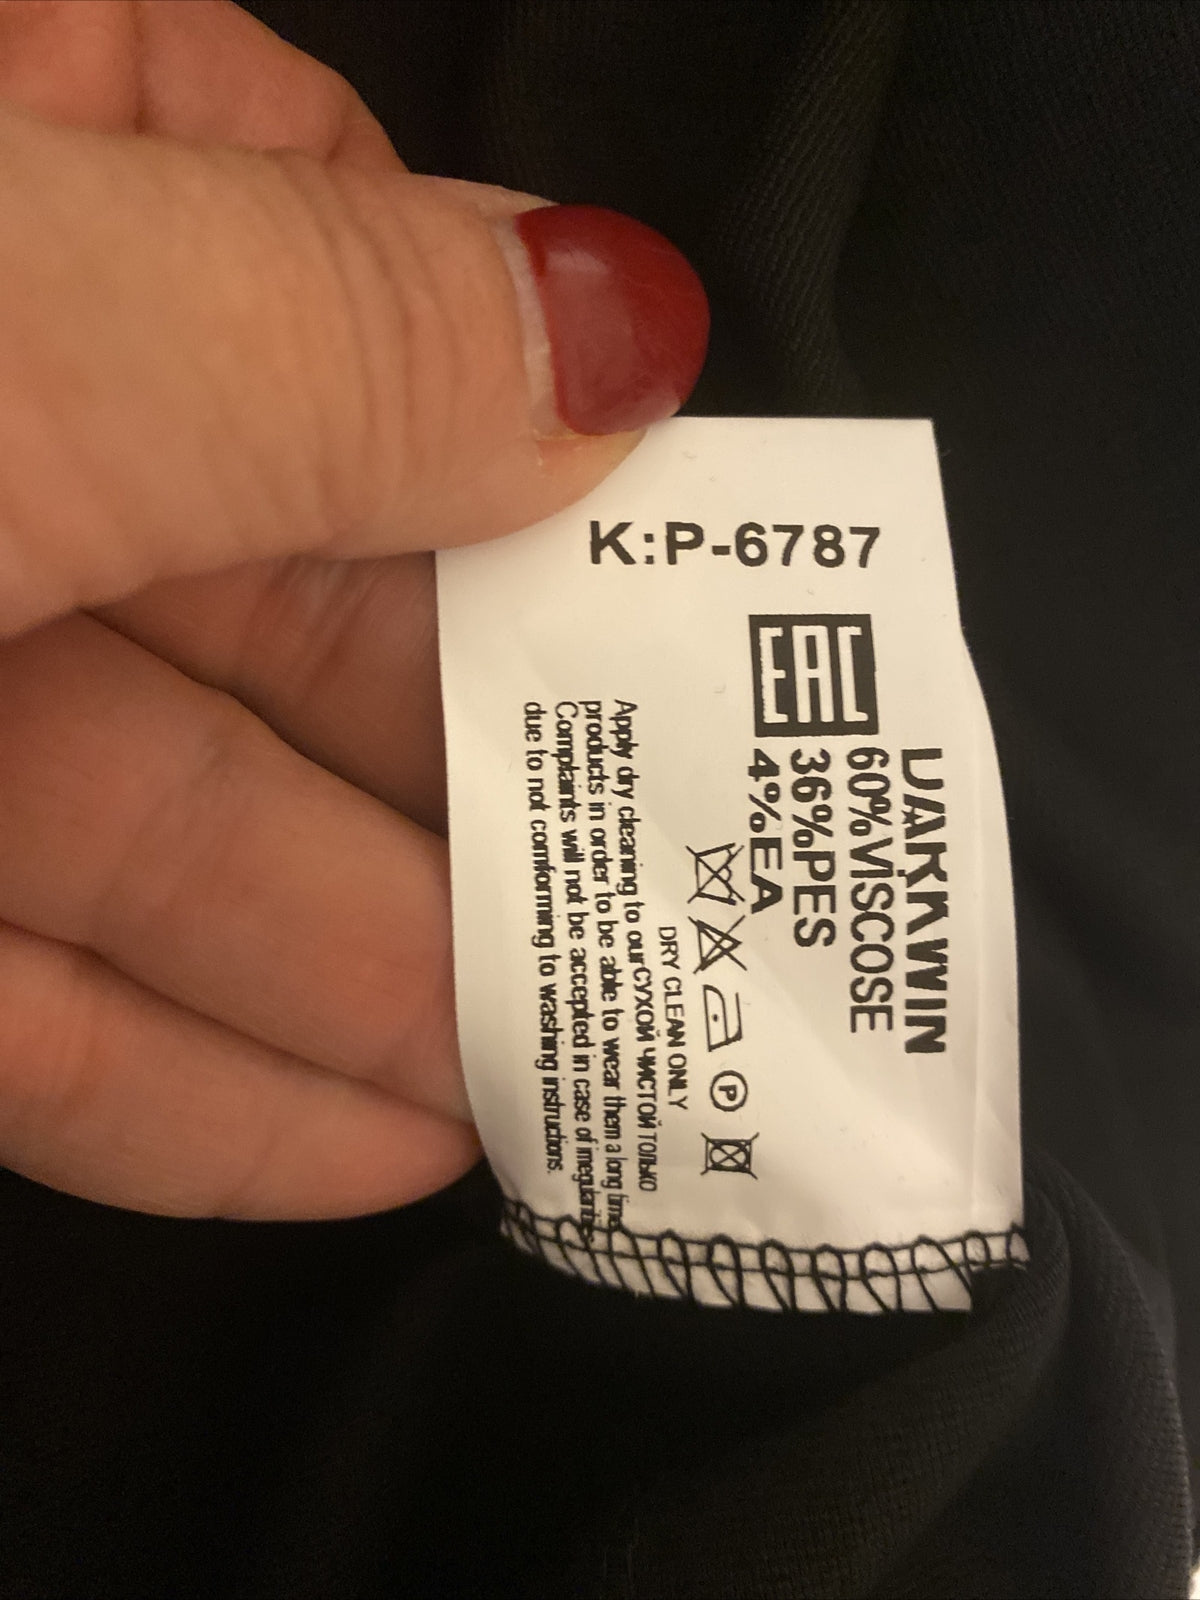 K:P-6787
EAC
DARKWIN
60%VISCOSE
36%PES
4%EA
P
DRY CLEAN ONLY
СУХОЙ ЧИСТОЙ ТОЛЬКО
Apply dry cleaning to our
products in order to be able to wear them a long time
Complaints will not be accepted in case of
due to not comforming to washing instructions.